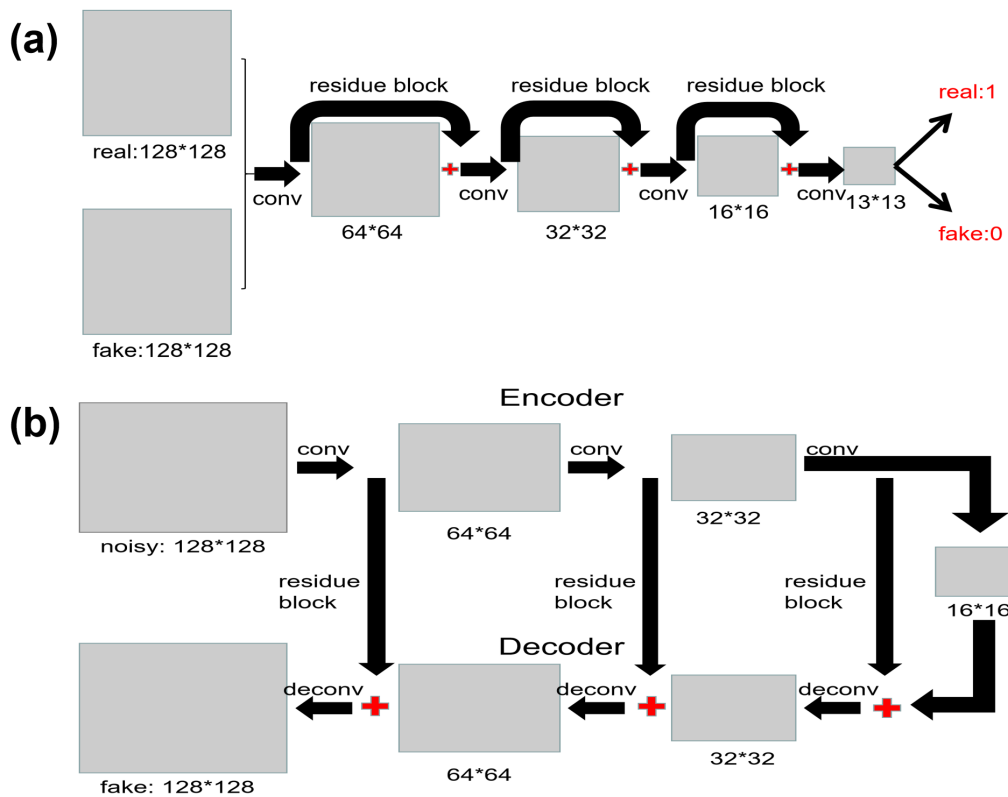 (a)
real:128*128
fake:128*128
conv
residue block
64*64
conv
residue block
32*32
conv
residue block
16*16
conv
13*13
real:1
fake:0
(b)
Encoder
noisy: 128*128
conv
64*64
conv
32*32
conv
residue
block
residue
block
residue
block
16*16
Decoder
deconv
deconv
deconv
fake: 128*128
64*64
32*32